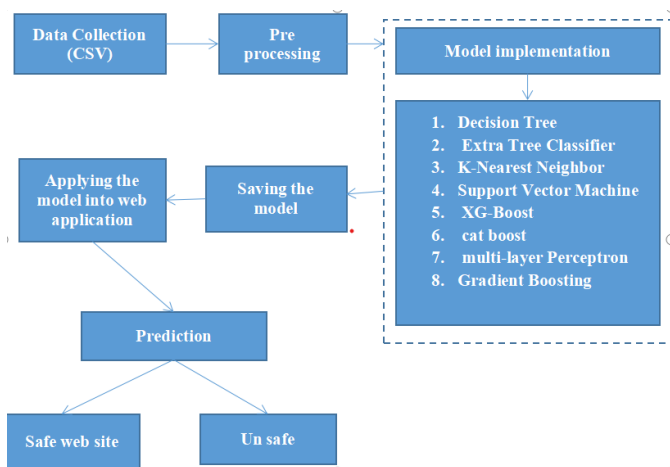 Data Collection
(CSV)
Pre
processing
Model implementation
1. Decision Tree
2. Extra Tree Classifier
3. K-Nearest Neighbor
4. Support Vector Machine
5. XG-Boost
6. cat boost
7. multi-layer Perceptron
8. Gradient Boosting
Saving the
model
Applying the
model into web
application
Prediction
Safe web site
Un safe